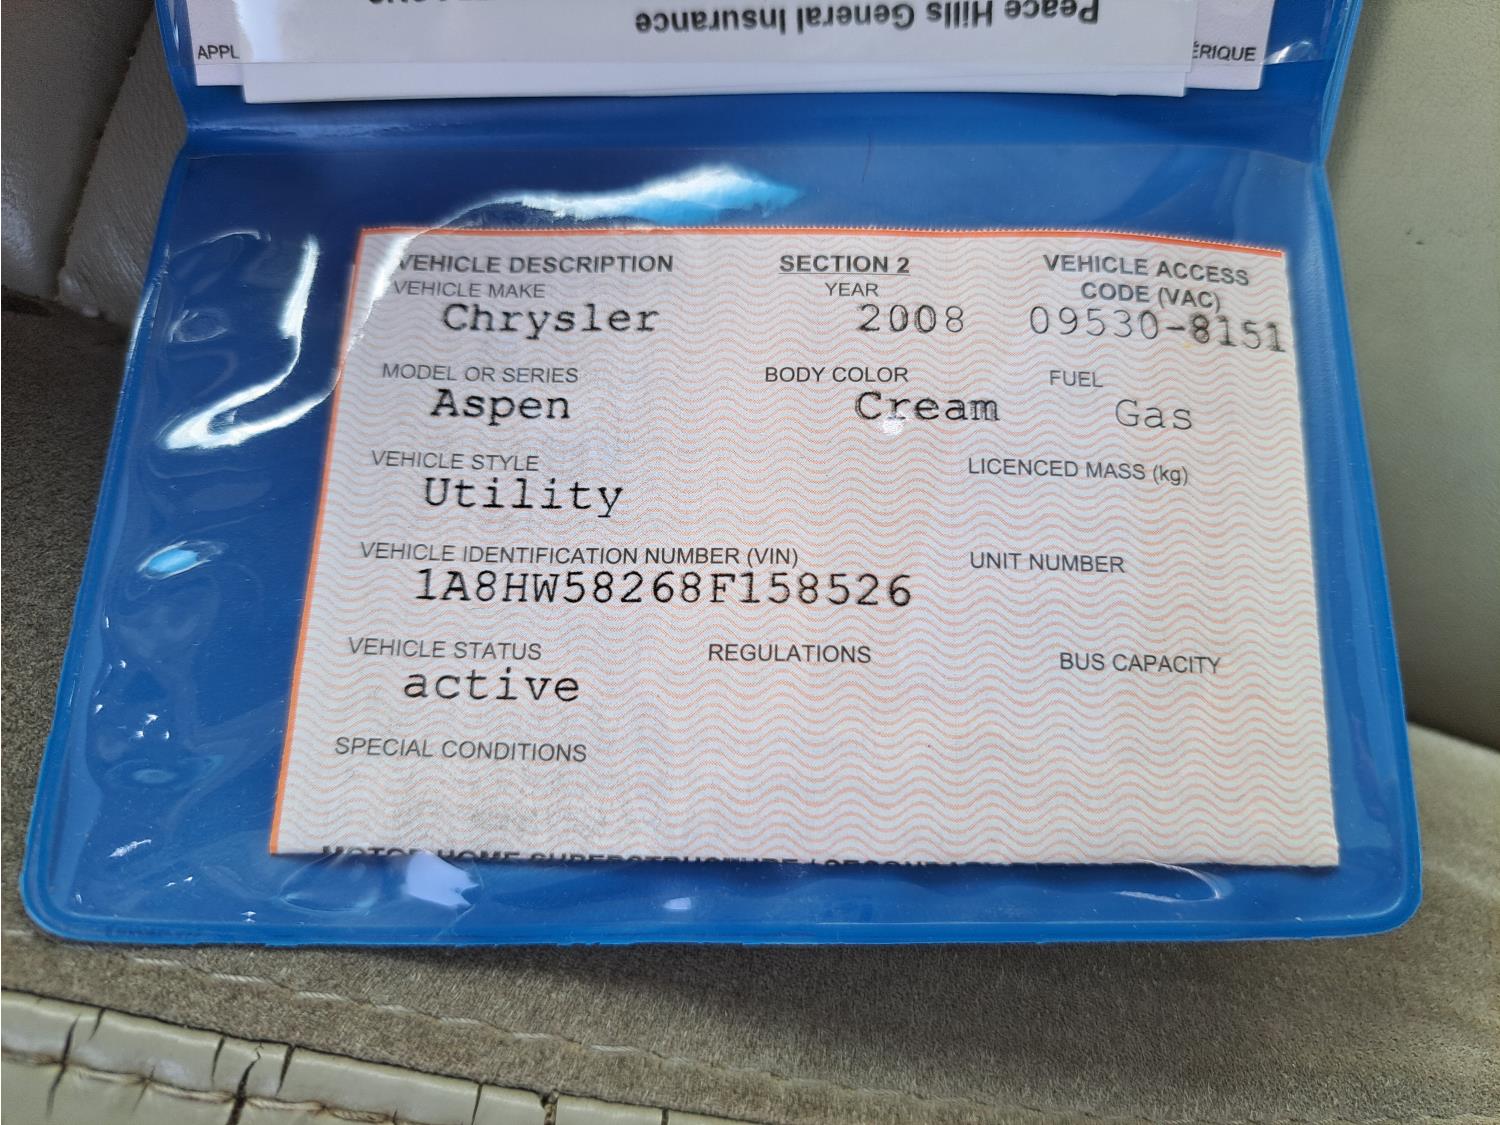 Peace Hills General Insurance
APPL
ÉRIQUE
VEHICLE DESCRIPTION
SECTION 2
VEHICLE ACCESS
CODE (VAC)
VEHICLE MAKE
YEAR
Chrysler
2008
09530-8151
MODEL OR SERIES
BODY COLOR
FUEL
Aspen
Cream
Gas
VEHICLE STYLE
LICENCED MASS (kg)
Utility
VEHICLE IDENTIFICATION NUMBER (VIN)
UNIT NUMBER
1A8HW58268F158526
VEHICLE STATUS
REGULATIONS
BUS CAPACITY
active
SPECIAL CONDITIONS